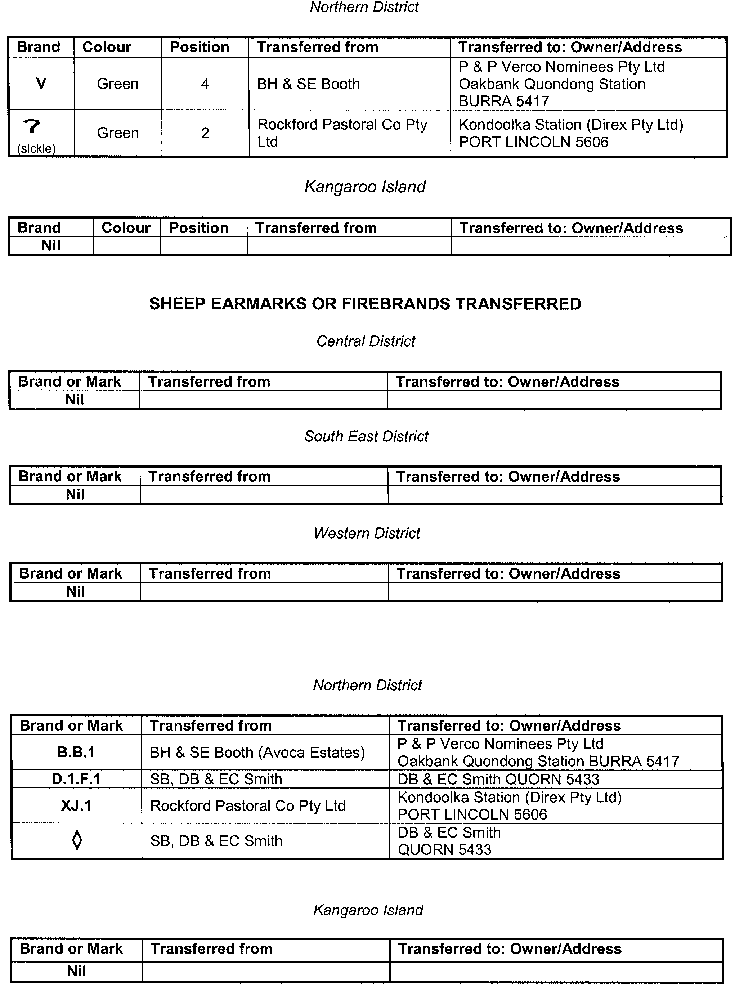 Northern District
Brand Colour Position Transferred from Transferred to: Owner/Address
V Green 4 BH & SE Booth P & P Verco Nominees Pty Ltd
Oakbank Quondong Station
BURRA 5417
? (sickle) Green 2 Rockford Pastoral Co Pty Kondoolka Station (Direx Pty Ltd)
Ltd PORT LINCOLN 5606
Kangaroo Island
Brand Colour Position Transferred from Transferred to: Owner/Address
Nil
SHEEP EARMARKS OR FIREBRANDS TRANSFERRED
Central District
Brand or Mark Transferred from Transferred to: Owner/Address
Nil
South East District
Brand or Mark Transferred from Transferred to: Owner/Address
Nil
Western District
Brand or Mark Transferred from Transferred to: Owner/Address
Nil
Northern District
Brand or Mark Transferred from Transferred to: Owner/Address
B.B.1 BH & SE Booth (Avoca Estates) P & P Verco Nominees Pty Ltd
Oakbank Quondong Station BURRA 5417
D.1.F.1 SB, DB & EC Smith DB & EC Smith QUORN 5433
XJ.1 Rockford Pastoral Co Pty Ltd Kondoolka Station (Direx Pty Ltd)
PORT LINCOLN 5606
◊ SB, DB & EC Smith DB & EC Smith
QUORN 5433
Kangaroo Island
Brand or Mark Transferred from Transferred to: Owner/Address
Nil